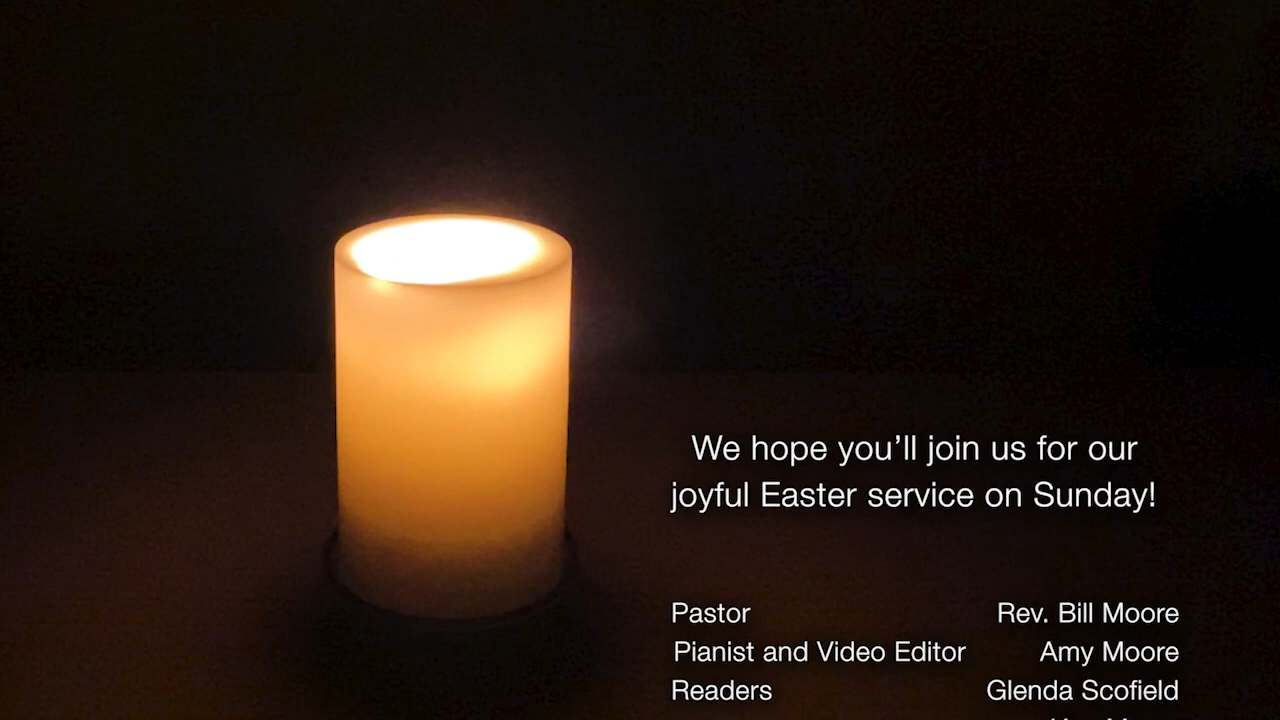 We hope you'll join us for our
joyful Easter service on Sunday!
Pastor Rev. Bill Moore
Pianist and Video Editor Amy Moore
Readers Glenda Scofield